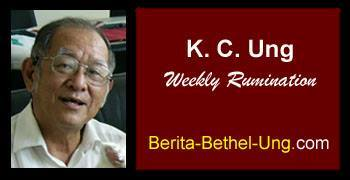 K. C. Ung
Weekly Rumination
Berita-Bethel-Ung.com